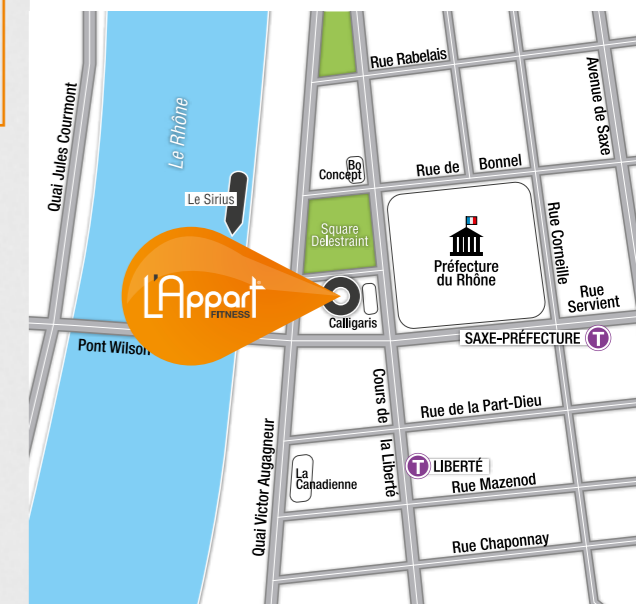 Rue Rabelais
Avenue de Saxe
Quai Jules Courmont
Le Rhône
Bo
Concept
Rue de Bonnel
Le Sirius
Square
Delestraint
Préfecture
du Rhône
Rue Corneille
Rue
Servient
L'Appart
FITNESS
Calligaris
SAXE-PRÉFECTURE T
Pont Wilson
Cours de la Liberté
Rue de la Part-Dieu
Quai Victor Augagneur
T LIBERTÉ
La
Canadienne
Rue Mazenod
Rue Chaponnay